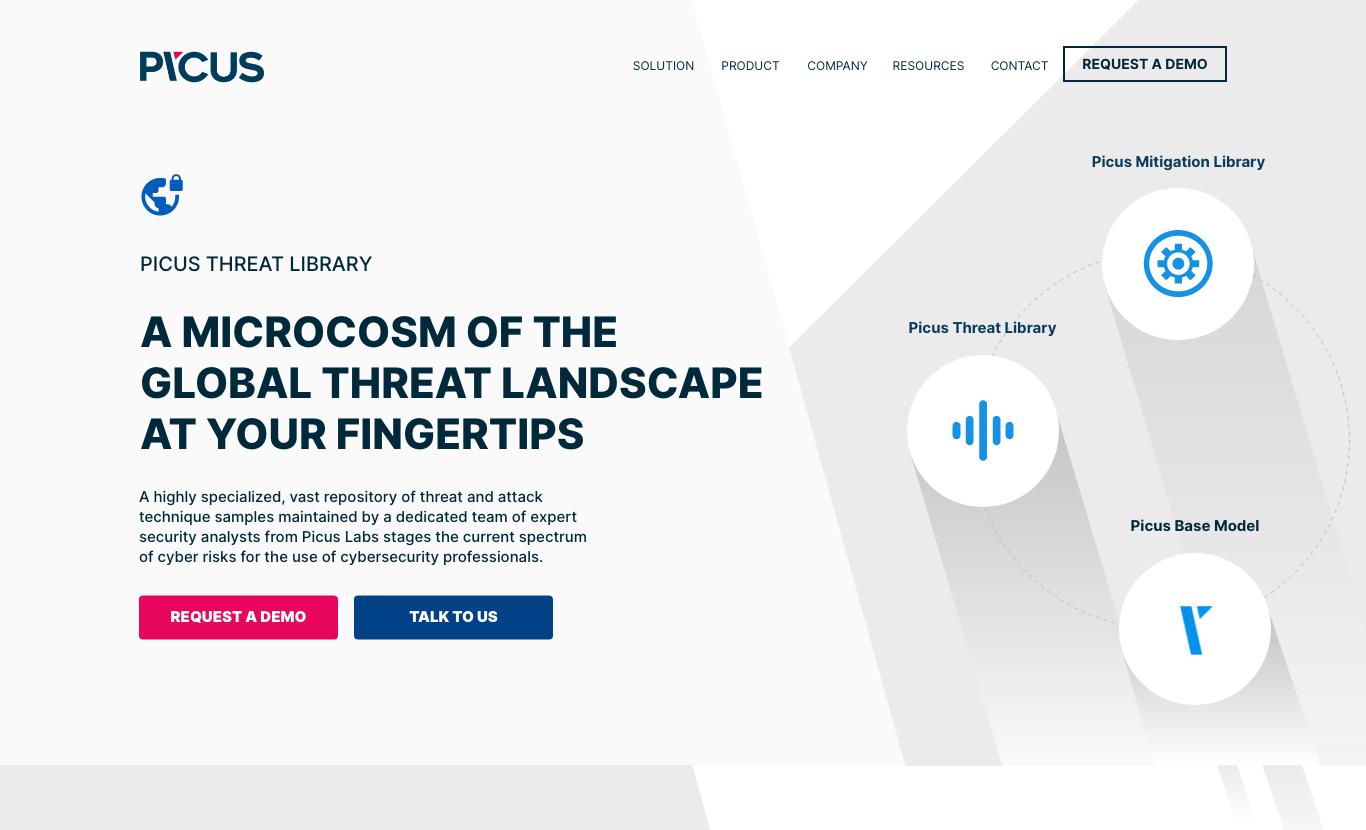 PICUS
SOLUTION PRODUCT COMPANY RESOURCES CONTACT REQUEST A DEMO
PICUS THREAT LIBRARY
A MICROCOSM OF THE
GLOBAL THREAT LANDSCAPE
AT YOUR FINGERTIPS
A highly specialized, vast repository of threat and attack
technique samples maintained by a dedicated team of expert
security analysts from Picus Labs stages the current spectrum
of cyber risks for the use of cybersecurity professionals.
REQUEST A DEMO TALK TO US
Picus Mitigation Library
Picus Threat Library
Picus Base Model